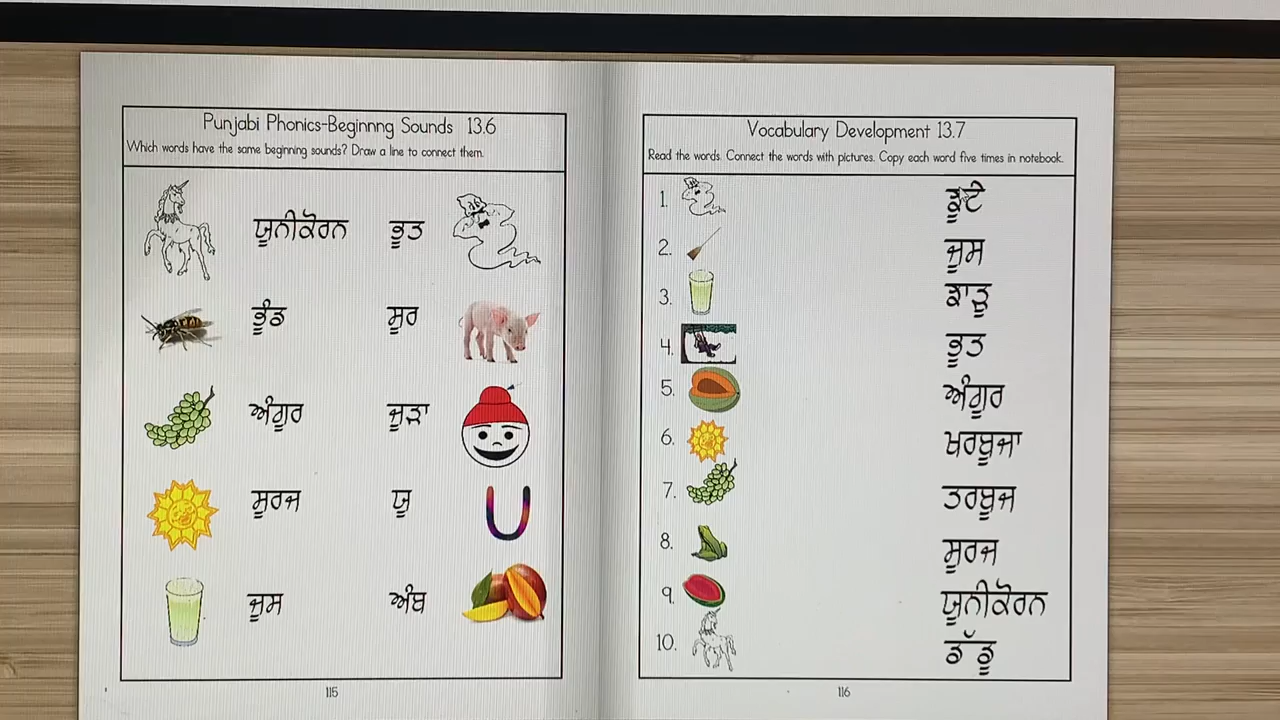 Punjabi Phonics-Beginnng Sounds 13.6
Which words have the same beginning sounds? Draw a line to connect them.
ਯੂਨੀਕੋਰਨ ਭੂਤ
ਭੂੰਡ ਸੂਰ
ਅੰਗੂਰ ਜੂੜਾ
ਸੂਰਜ ਯੂ
U
ਜੂਸ ਅੰਬ
115
Vocabulary Development 13.7
Read the words. Connect the words with pictures. Copy each word five times in notebook.
1. ਝੂਟੇ
2. ਜੂਸ
3. ਝਾੜੂ
4. ਭੂਤ
5. ਅੰਗੂਰ
6. ਖਰਬੂਜਾ
7. ਤਰਬੂਜ
8. ਸੂਰਜ
9. ਯੂਨੀਕੋਰਨ
10. ਡੱਡੂ
116